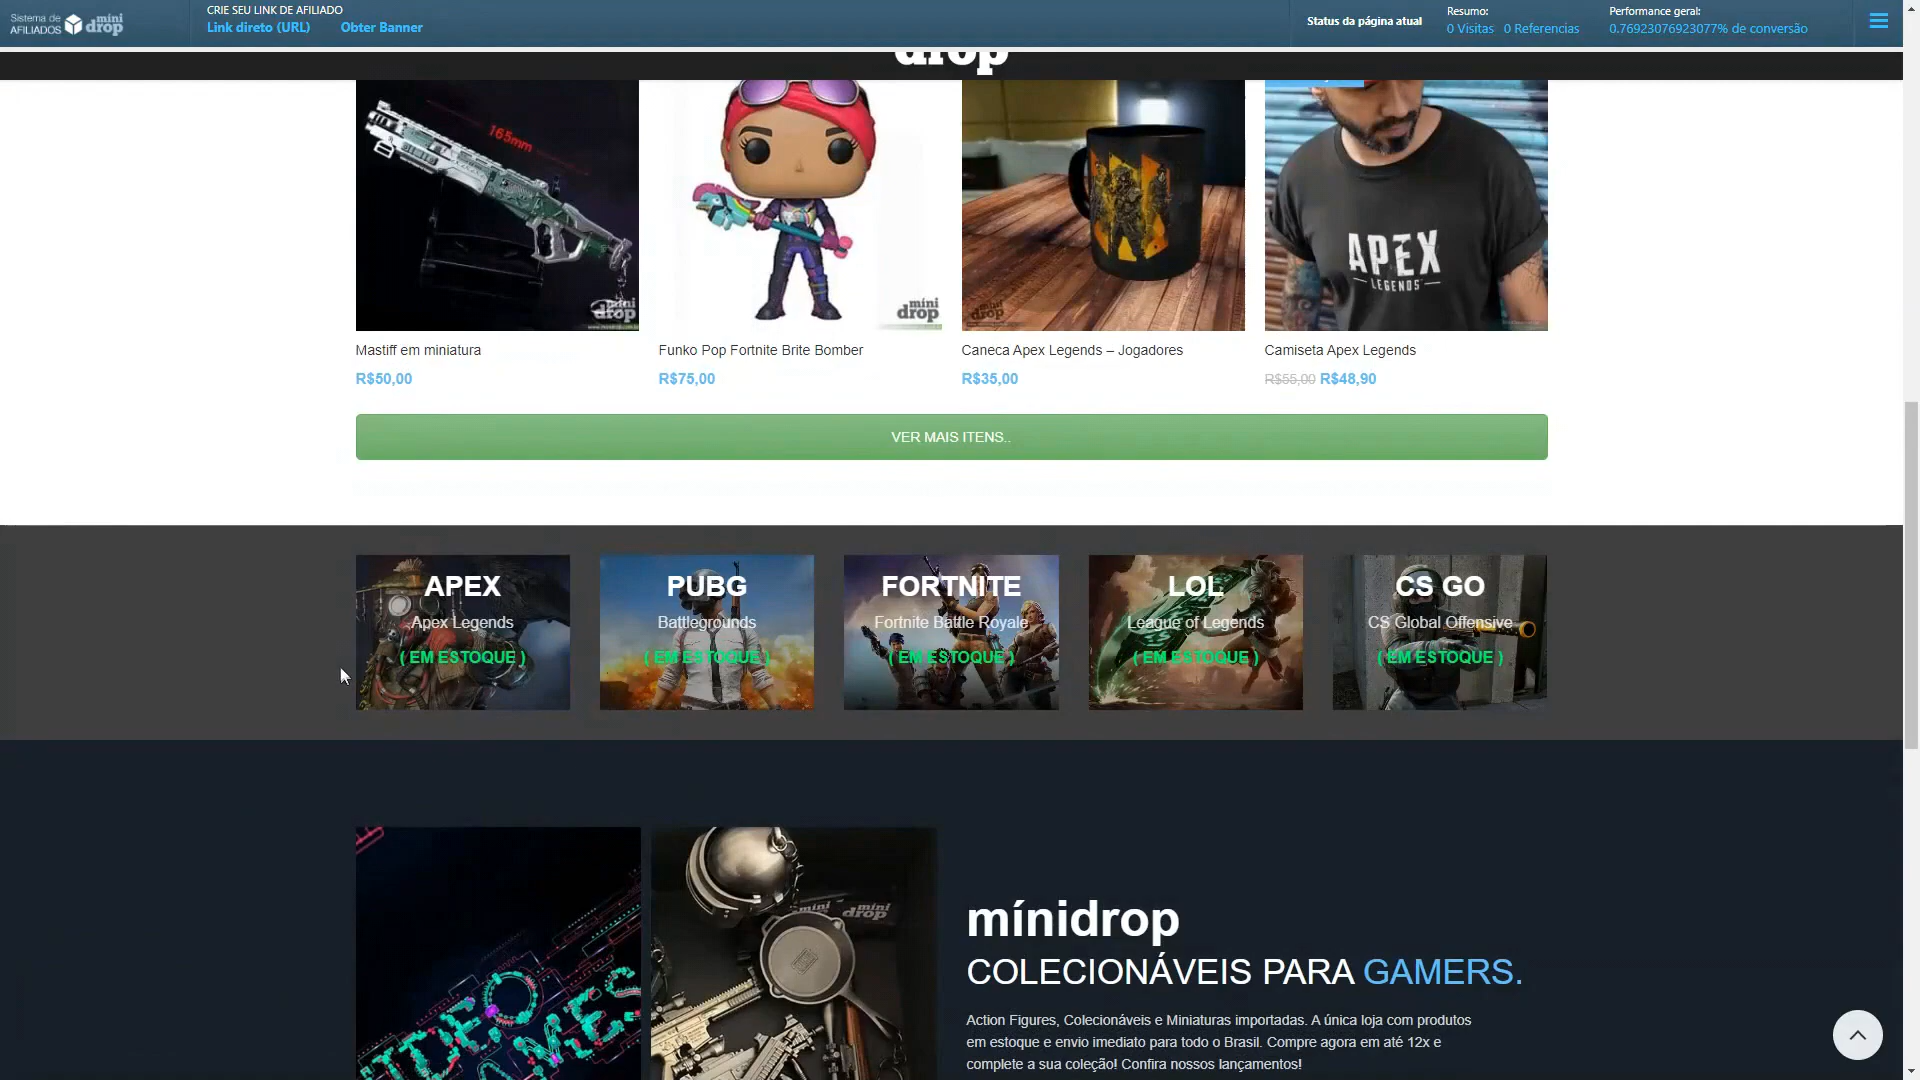 Sistema de
AFILIADOS
mini
drop
CRIE SEU LINK DE AFILIADO
Link direto (URL) Obter Banner
Status da página atual
Resumo:
0 Visitas 0 Referencias
Performance geral:
0.76923076923077% de conversão
drop
165mm
mini
drop
mini
drop
mini
drop
APEX
LEGENDS
Mastiff em miniatura
R$50,00
Funko Pop Fortnite Brite Bomber
R$75,00
Caneca Apex Legends – Jogadores
R$35,00
Camiseta Apex Legends
R$55,00 R$48,90
VER MAIS ITENS..
APEX
Apex Legends
( EM ESTOQUE )
PUBG
Battlegrounds
( EM ESTOQUE )
FORTNITE
Fortnite Battle Royale
( EM ESTOQUE )
LOL
League of Legends
( EM ESTOQUE )
CS GO
CS Global Offensive
( EM ESTOQUE )
mini
mini
drop
mínidrop
COLECIONÁVEIS PARA GAMERS.
Action Figures, Colecionáveis e Miniaturas importadas. A única loja com produtos
em estoque e envio imediato para todo o Brasil. Compre agora em até 12x e
complete a sua coleção! Confira nossos lançamentos!